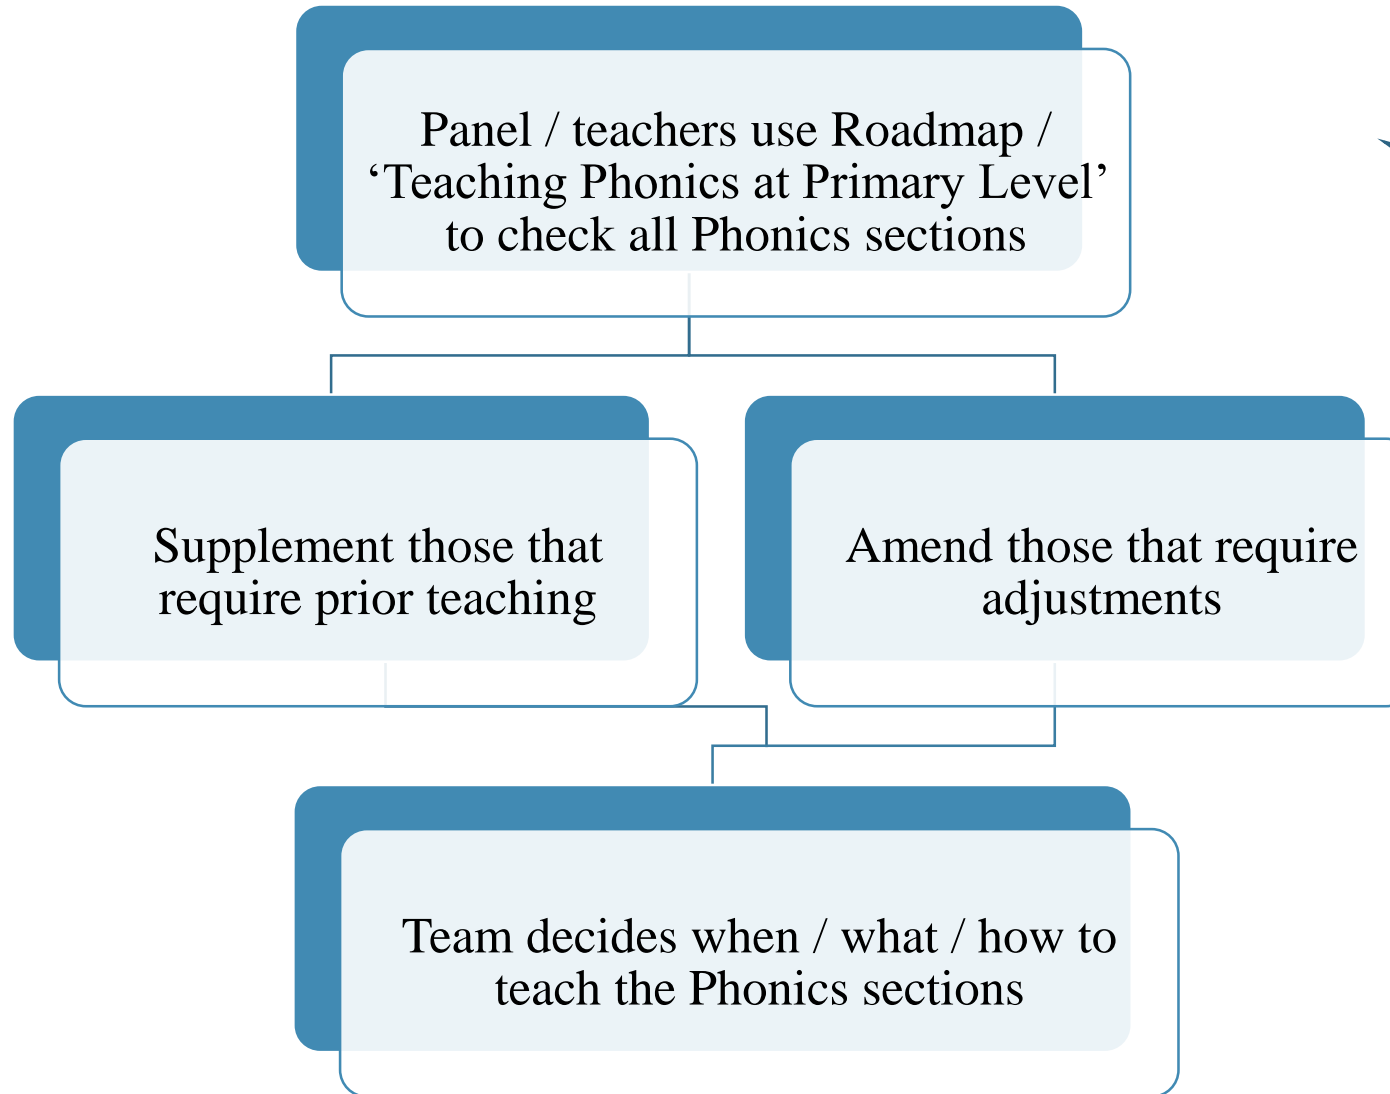 Panel / teachers use Roadmap /
‘Teaching Phonics at Primary Level’
to check all Phonics sections
Supplement those that
require prior teaching
Amend those that require
adjustments
Team decides when / what / how to
teach the Phonics sections